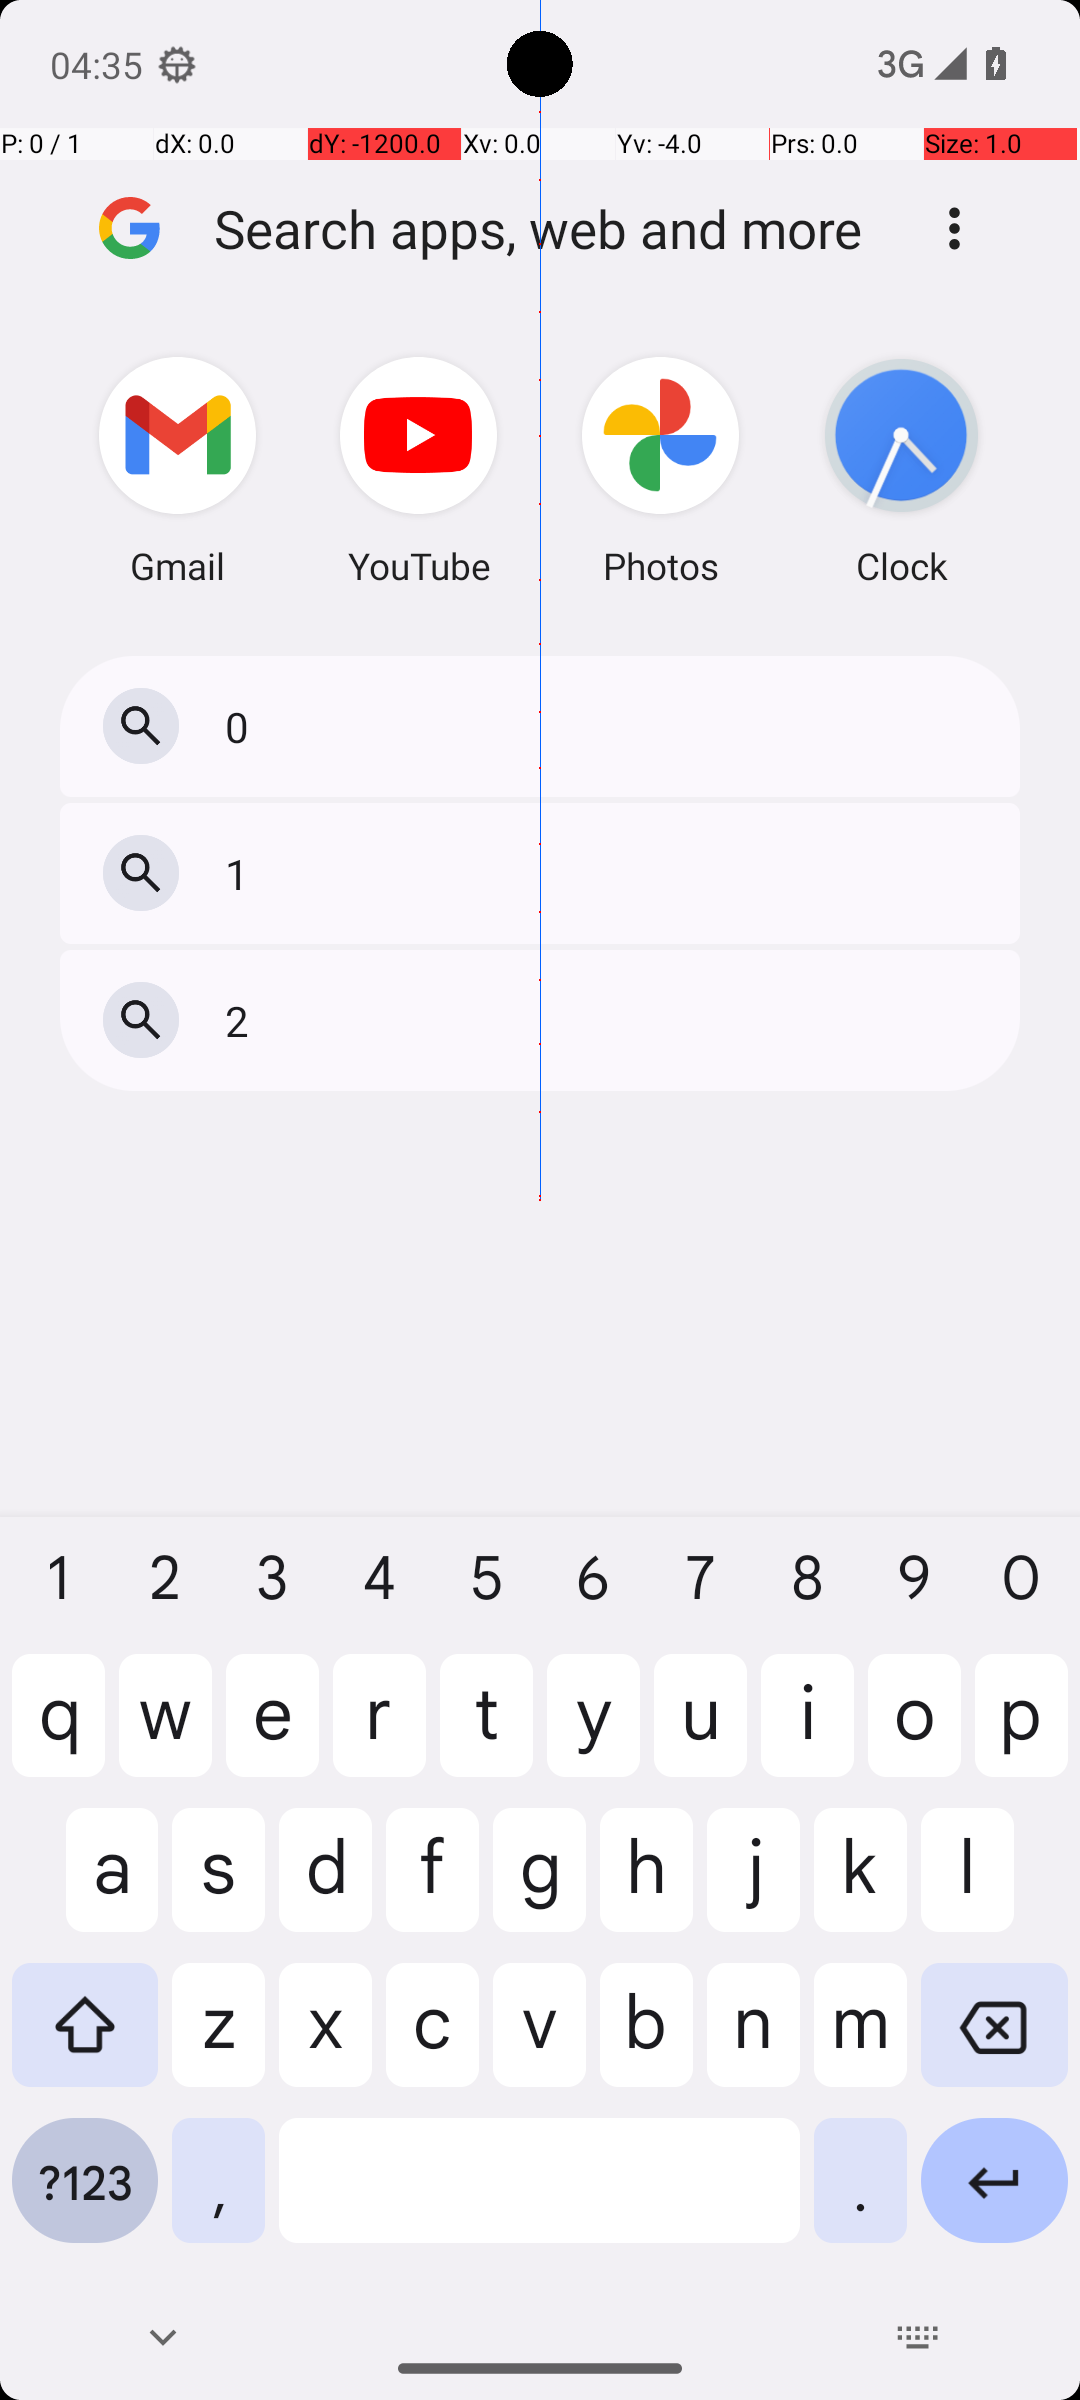 04:35 3G
P: 0 / 1 dX: 0.0 dY: -1200.0 Xv: 0.0 Yv: -4.0 Prs: 0.0 Size: 1.0
Search apps, web and more
Gmail YouTube Photos Clock
0
1
2
1 2 3 4 5 6 7 8 9 0
q w e r t y u i o p
a s d f g h j k l
z x c v b n m
?123 , .